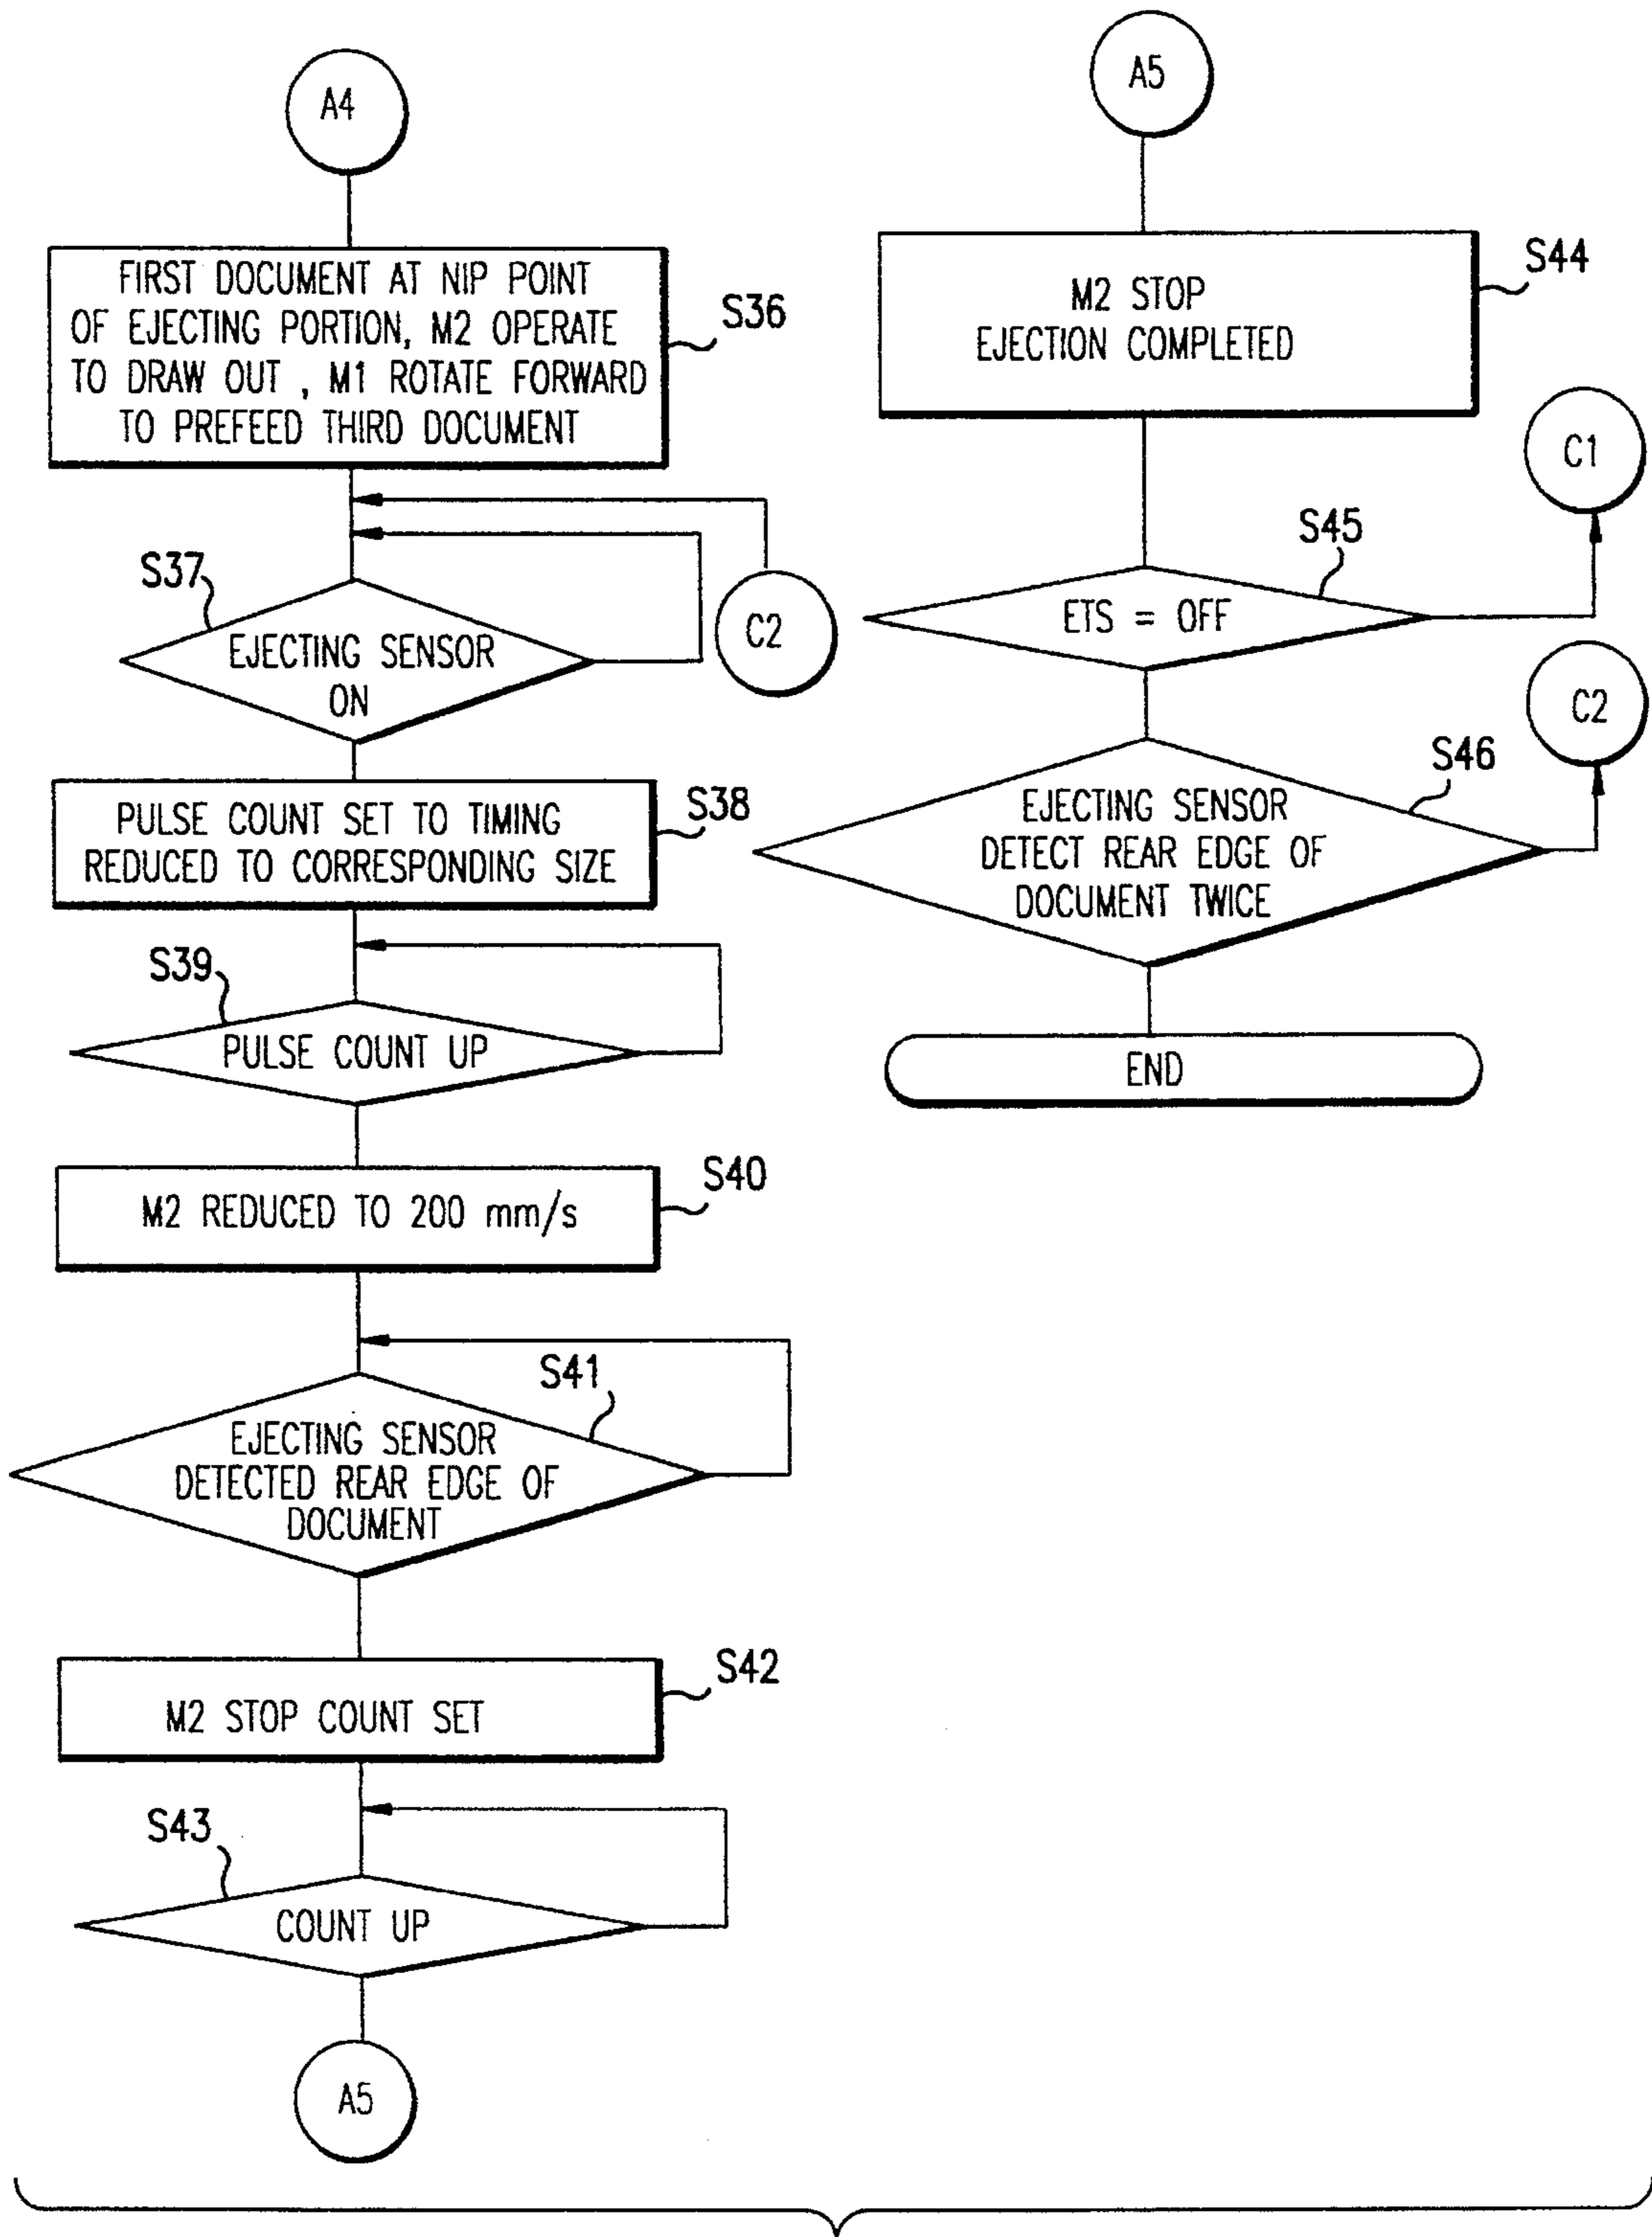 A4
FIRST DOCUMENT AT NIP POINT
OF EJECTING PORTION, M2 OPERATE
TO DRAW OUT , M1 ROTATE FORWARD
TO PREFEED THIRD DOCUMENT
S36
S37
EJECTING SENSOR
ON
C2
PULSE COUNT SET TO TIMING
REDUCED TO CORRESPONDING SIZE
S38
S39
PULSE COUNT UP
M2 REDUCED TO 200 mm/s
S40
S41
EJECTING SENSOR
DETECTED REAR EDGE OF
DOCUMENT
M2 STOP COUNT SET
S42
S43
COUNT UP
A5
A5
M2 STOP
EJECTION COMPLETED
S44
C1
S45
ETS = OFF
C2
S46
EJECTING SENSOR
DETECT REAR EDGE OF
DOCUMENT TWICE
END